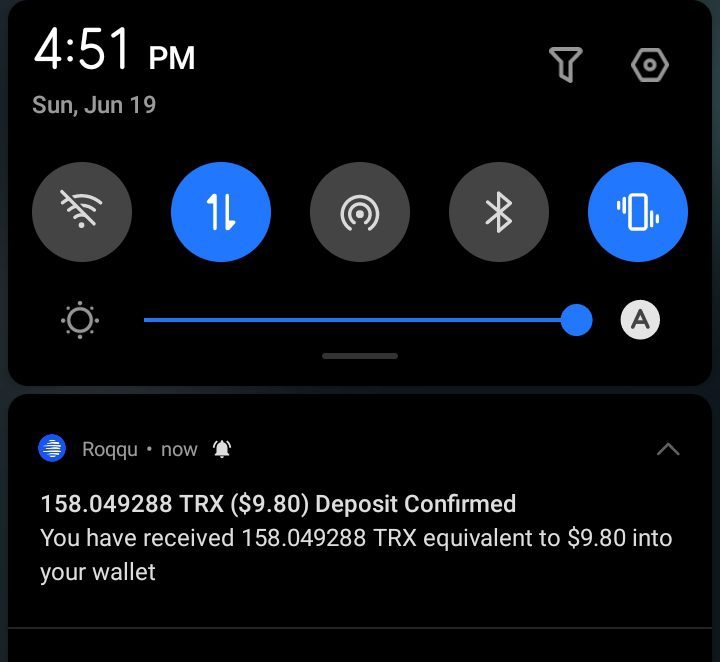 4:51 PM
Sun, Jun 19
A
Roqqu • now
158.049288 TRX ($9.80) Deposit Confirmed
You have received 158.049288 TRX equivalent to $9.80 into
your wallet